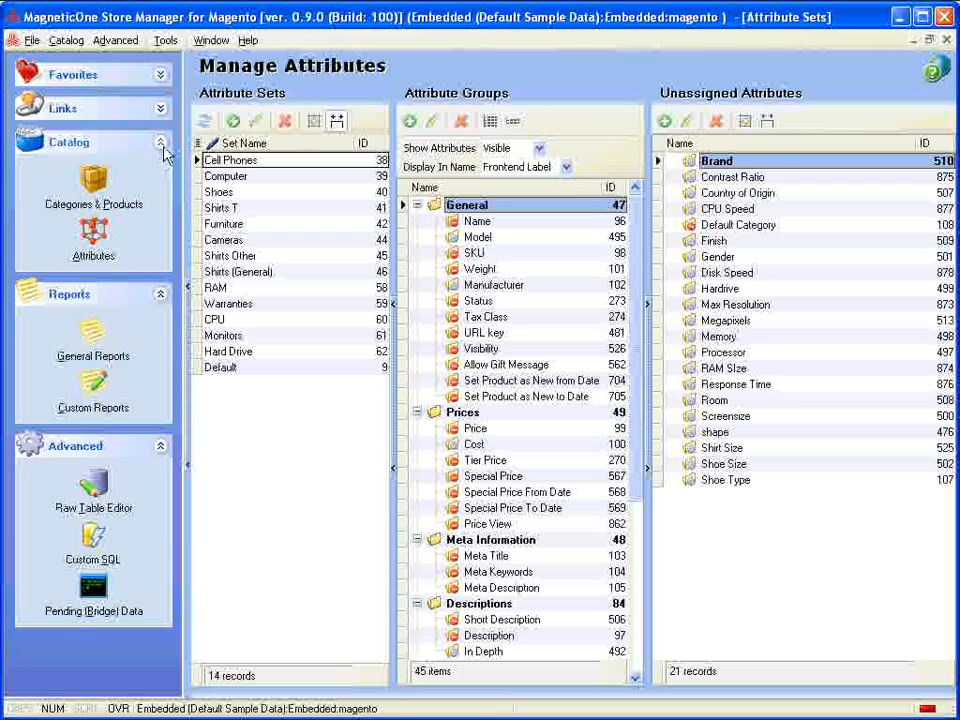 MagneticOne Store Manager for Magento [ver. 0.9.0 (Build: 100)] (Embedded (Default Sample Data):Embedded:magento ) - [Attribute Sets]
File Catalog Advanced Tools Window Help
Favorites
Links
Catalog
Categories & Products
Attributes
Reports
General Reports
Custom Reports
Advanced
Raw Table Editor
Custom SQL
Pending (Bridge) Data
Manage Attributes
Attribute Sets
Set Name ID
Cell Phones 38
Computer 39
Shoes 40
Shirts T 41
Furniture 42
Cameras 44
Shirts Other 45
Shirts (General) 46
RAM 58
Warranties 59
CPU 60
Monitors 61
Hard Drive 62
Default 9
14 records
Attribute Groups
Show Attributes Visible
Display In Name Frontend Label
Name ID
General 47
Name 96
Model 495
SKU 98
Weight 101
Manufacturer 102
Status 273
Tax Class 274
URL key 481
Visibility 526
Allow Gift Message 562
Set Product as New from Date 704
Set Product as New to Date 705
Prices 49
Price 99
Cost 100
Tier Price 270
Special Price 567
Special Price From Date 568
Special Price To Date 569
Price View 862
Meta Information 48
Meta Title 103
Meta Keywords 104
Meta Description 105
Descriptions 84
Short Description 506
Description 97
In Depth 492
45 items
Unassigned Attributes
Name ID
Brand 510
Contrast Ratio 875
Country of Origin 507
CPU Speed 877
Default Category 108
Finish 509
Gender 501
Disk Speed 878
Hardrive 499
Max Resolution 873
Megapixels 513
Memory 498
Processor 497
RAM SIze 874
Response Time 876
Room 508
Screensize 500
shape 476
Shirt Size 525
Shoe Size 502
Shoe Type 107
21 records
NUM OVR Embedded (Default Sample Data):Embedded:magento